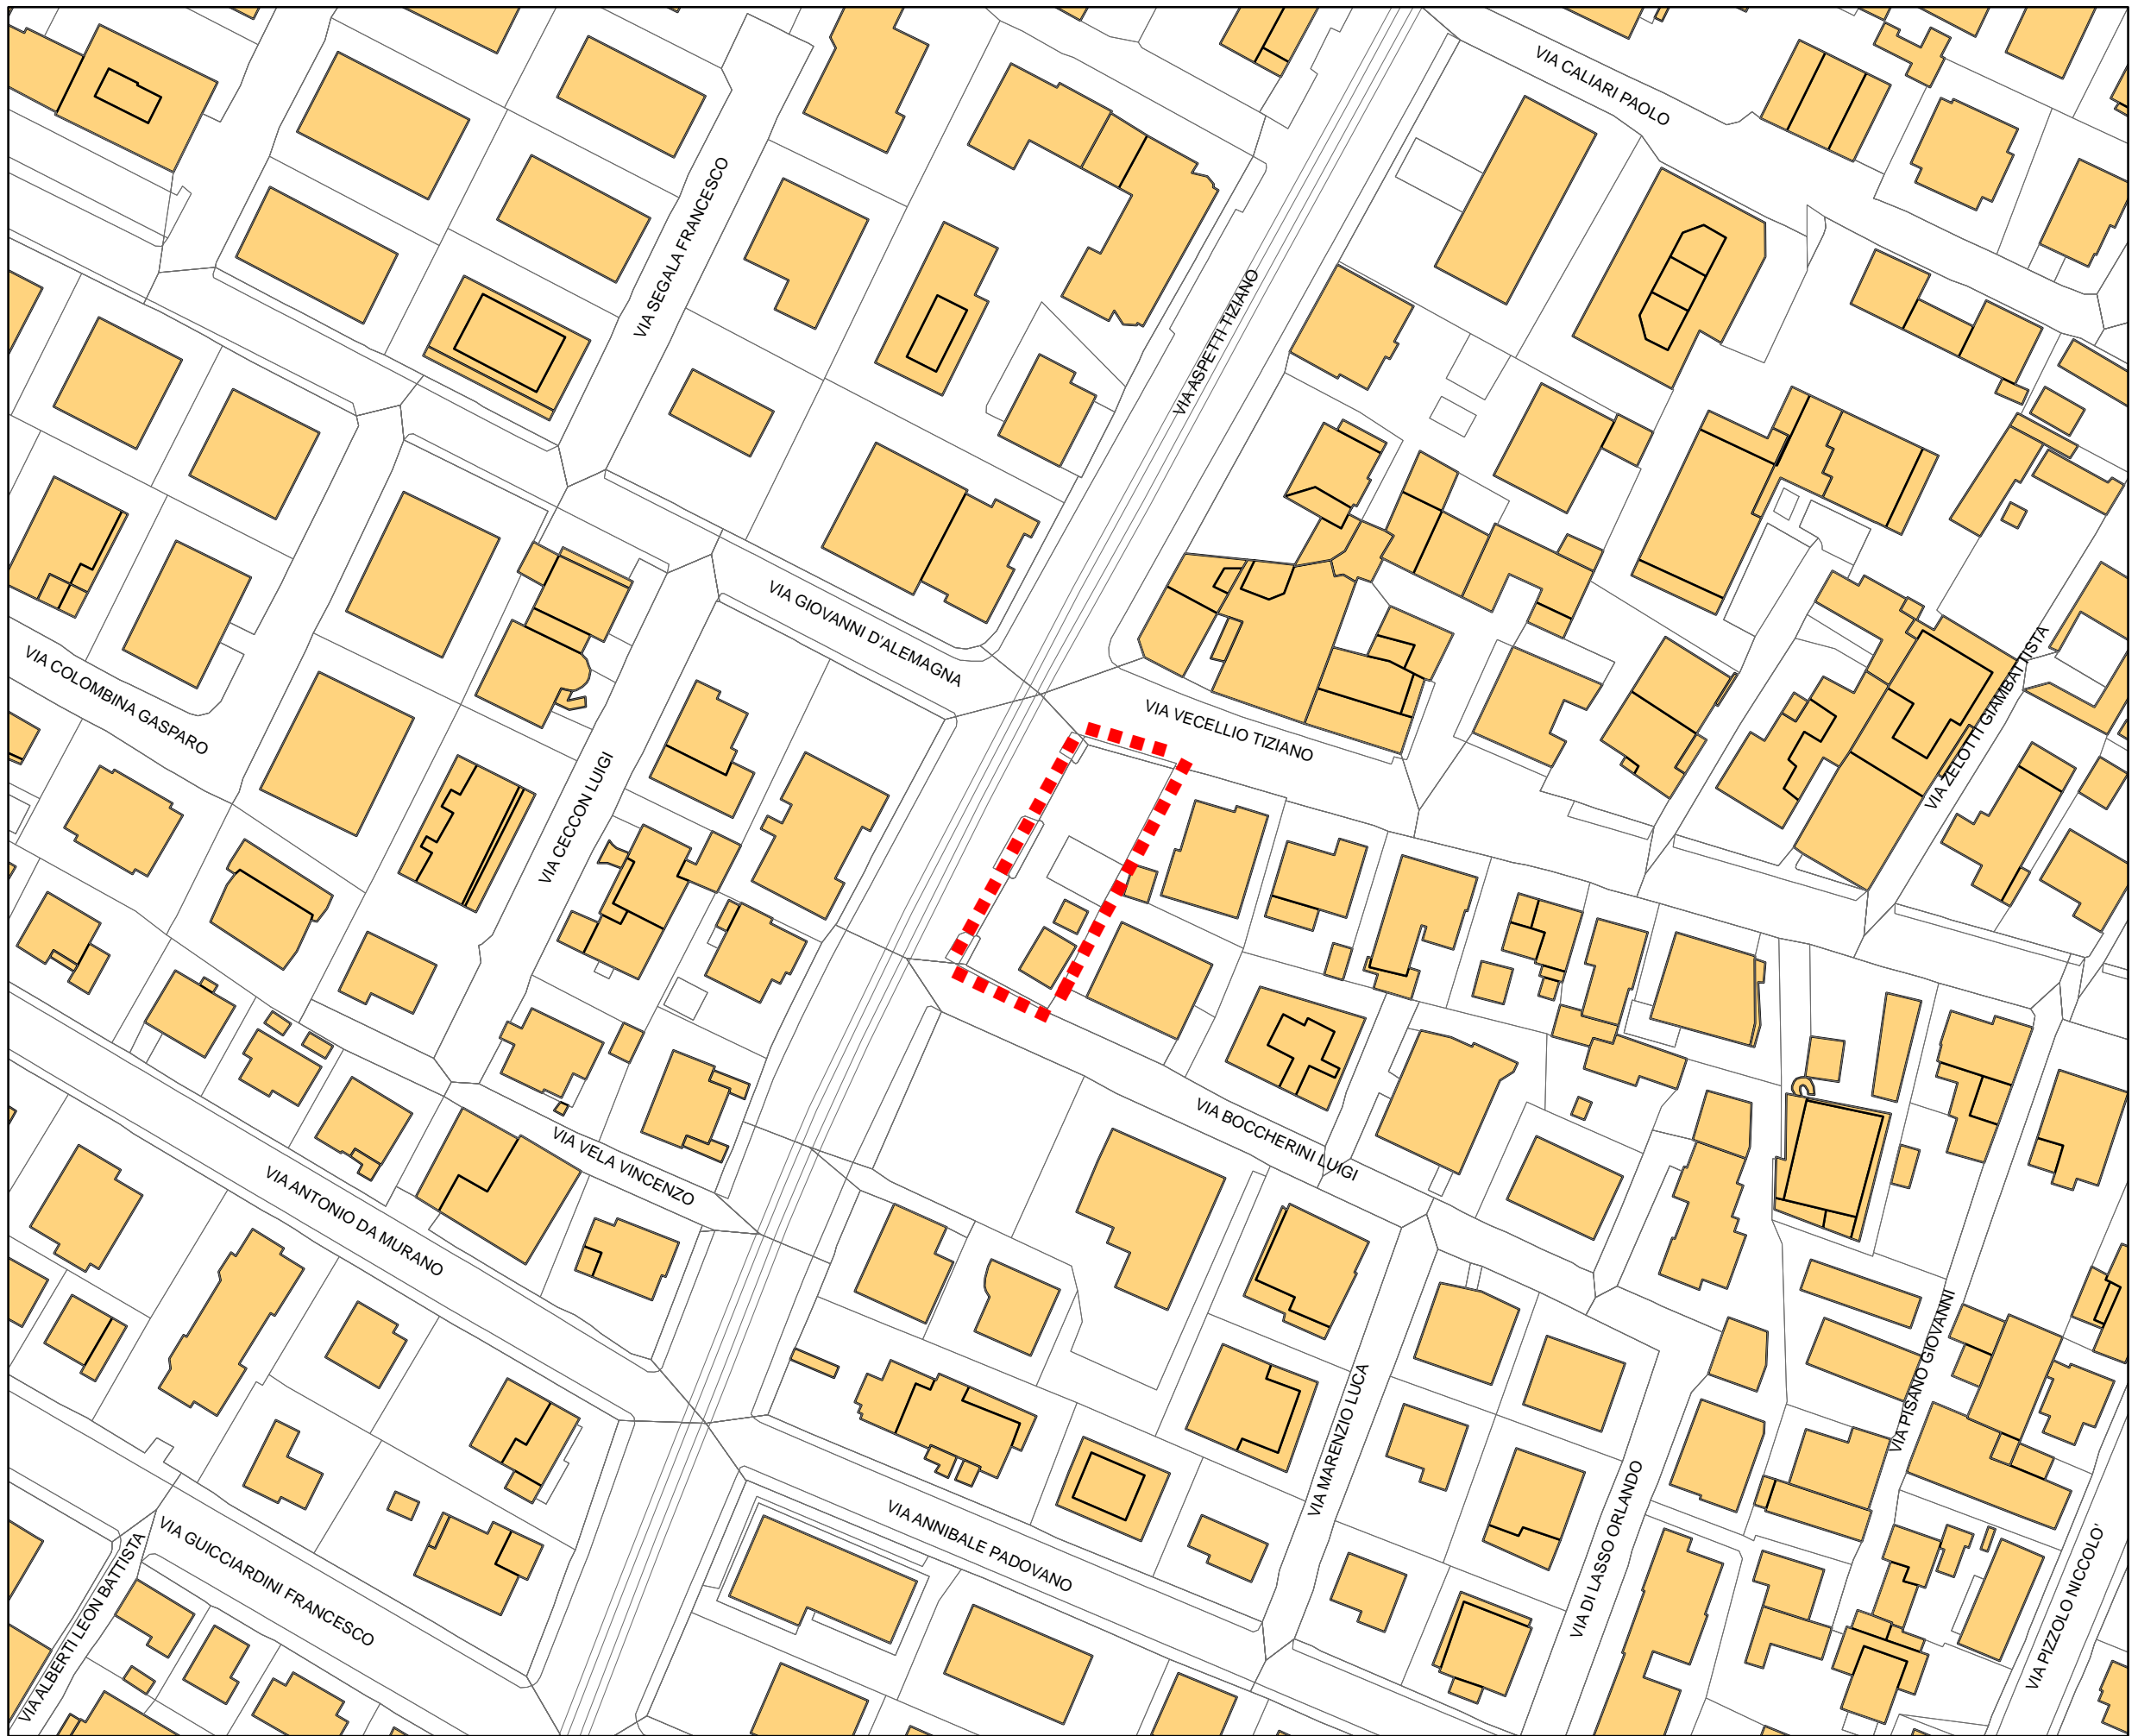 VIA CALIARI PAOLO
VIA SEGALA FRANCESCO
VIA ASPETTI TIZIANO
VIA GIOVANNI D'ALEMAGNA
VIA COLOMBINA GASPARO
VIA VECELLIO TIZIANO
VIA ZELOTTI GIAMBATTISTA
VIA CECCON LUIGI
VIA BOCCHERINI LUIGI
VIA VELA VINCENZO
VIA ANTONIO DA MURANO
VIA PISANO GIOVANNI
VIA MARENZIO LUCA
VIA DI LASSO ORLANDO
VIA ANNIBALE PADOVANO
VIA GUICCIARDINI FRANCESCO
VIA ALBERTI LEON BATTISTA
VIA PIZZOLO NICCOLO'